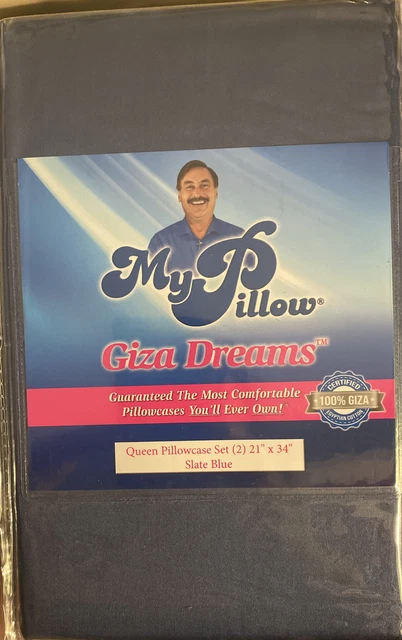 MyPillow®
Giza Dreams™
Guaranteed The Most Comfortable
Pillowcases You'll Ever Own!
CERTIFIED
100% GIZA
EGYPTIAN COTTON
Queen Pillowcase Set (2) 21" x 34"
Slate Blue